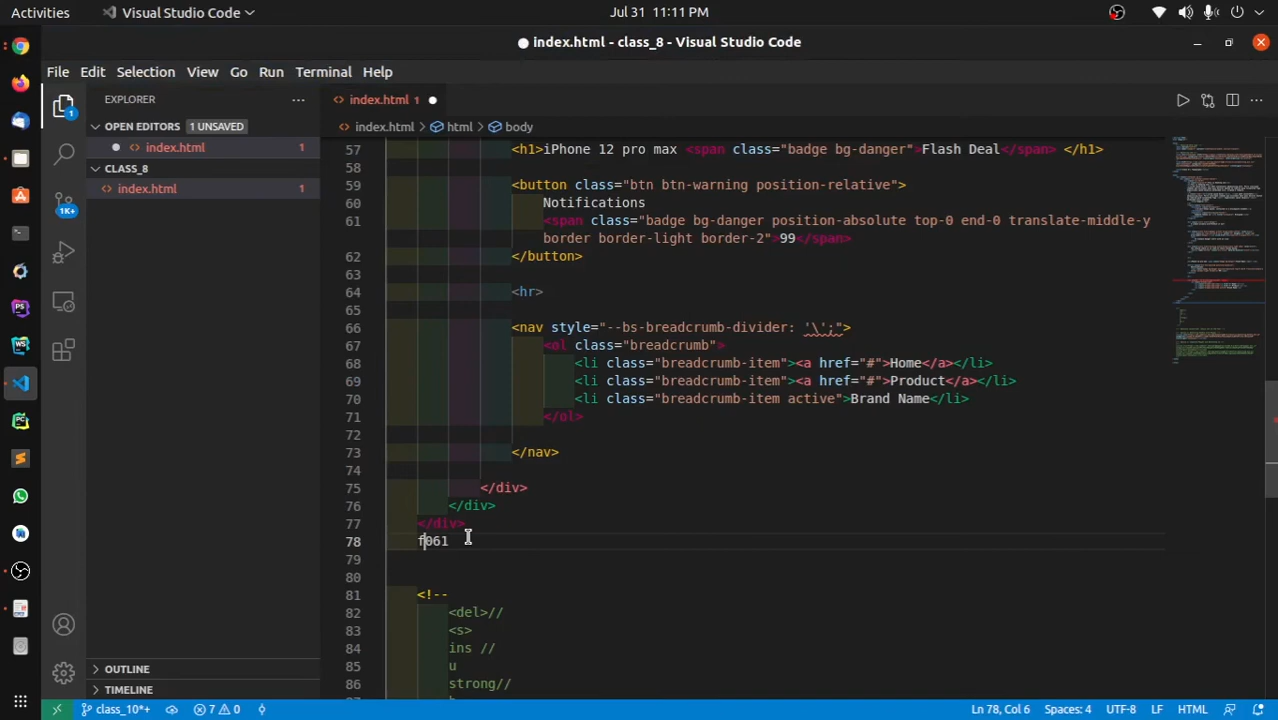 Activities
Visual Studio Code
Jul 31 11:11 PM
index.html - class_8 - Visual Studio Code
File Edit Selection View Go Run Terminal Help
EXPLORER
index.html 1
OPEN EDITORS 1 UNSAVED
index.html > html > body
index.html 1
CLASS_8
index.html 1
1
1K+
57 <h1>iPhone 12 pro max <span class="badge bg-danger">Flash Deal</span> </h1>
58
59 <button class="btn btn-warning position-relative">
60 Notifications
61 <span class="badge bg-danger position-absolute top-0 end-0 translate-middle-y
border border-light border-2">99</span>
62 </button>
63
64 <hr>
65
66 <nav style="--bs-breadcrumb-divider: '\';">
67 <ol class="breadcrumb">
68 <li class="breadcrumb-item"><a href="#">Home</a></li>
69 <li class="breadcrumb-item"><a href="#">Product</a></li>
70 <li class="breadcrumb-item active">Brand Name</li>
71 </ol>
72
73 </nav>
74
75 </div>
76 </div>
77 </div>
78 f061
79
80
81 <!--
82 <del>//
83 <s>
84 ins //
85 u
86 strong//
OUTLINE
TIMELINE
class_10*+
7 0
Ln 78, Col 6
Spaces: 4
UTF-8
LF
HTML